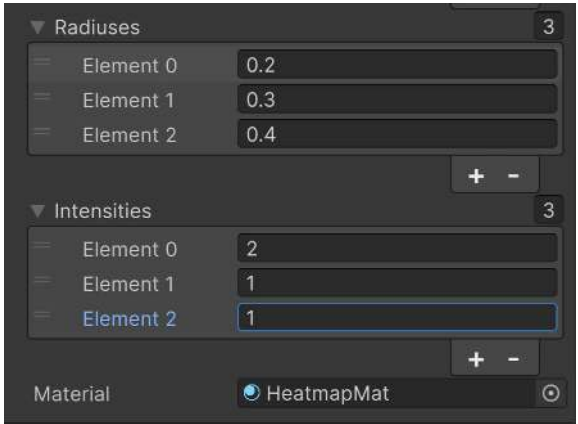 Radiuses 3
Element 0 0.2
Element 1 0.3
Element 2 0.4
+ -
Intensities 3
Element 0 2
Element 1 1
Element 2 1
+ -
Material HeatmapMat